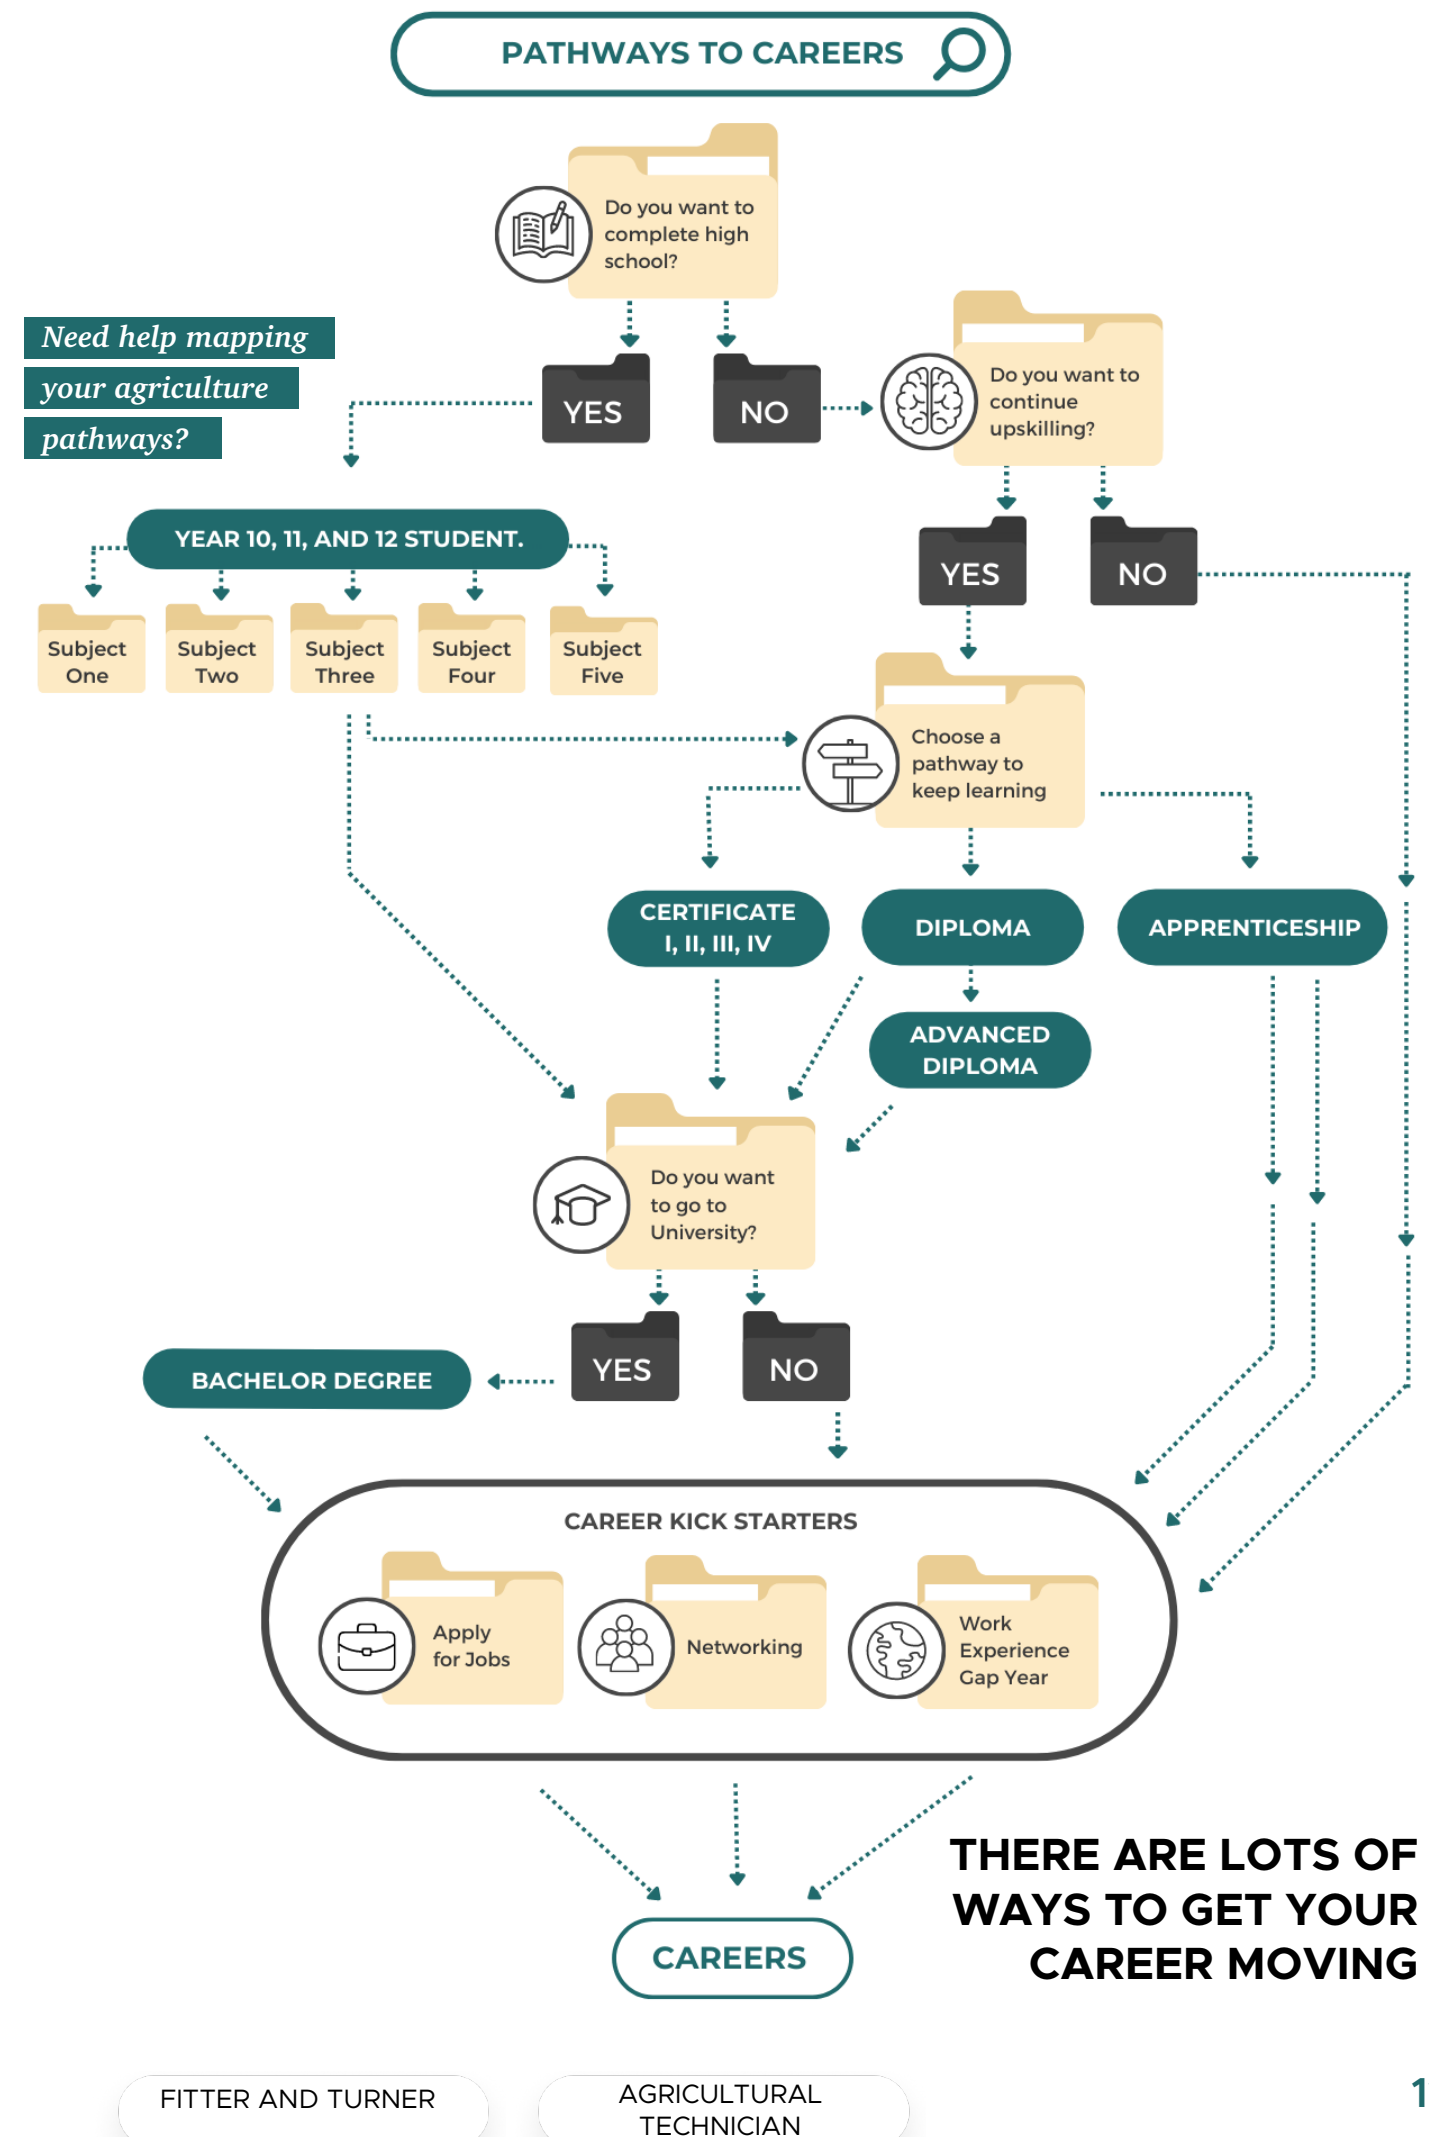 PATHWAYS TO CAREERS
Do you want to
complete high
school?
Need help mapping
your agriculture
pathways?
YES
NO
Do you want to
continue
upskilling?
YES
NO
YEAR 10, 11, AND 12 STUDENT.
Subject
One
Subject
Two
Subject
Three
Subject
Four
Subject
Five
Choose a
pathway to
keep learning
CERTIFICATE
I, II, III, IV
DIPLOMA
APPRENTICESHIP
ADVANCED
DIPLOMA
Do you want
to go to
University?
YES
NO
BACHELOR DEGREE
CAREER KICK STARTERS
Apply
for Jobs
Networking
Work
Experience
Gap Year
THERE ARE LOTS OF
WAYS TO GET YOUR
CAREER MOVING
CAREERS
FITTER AND TURNER
AGRICULTURAL
TECHNICIAN
1